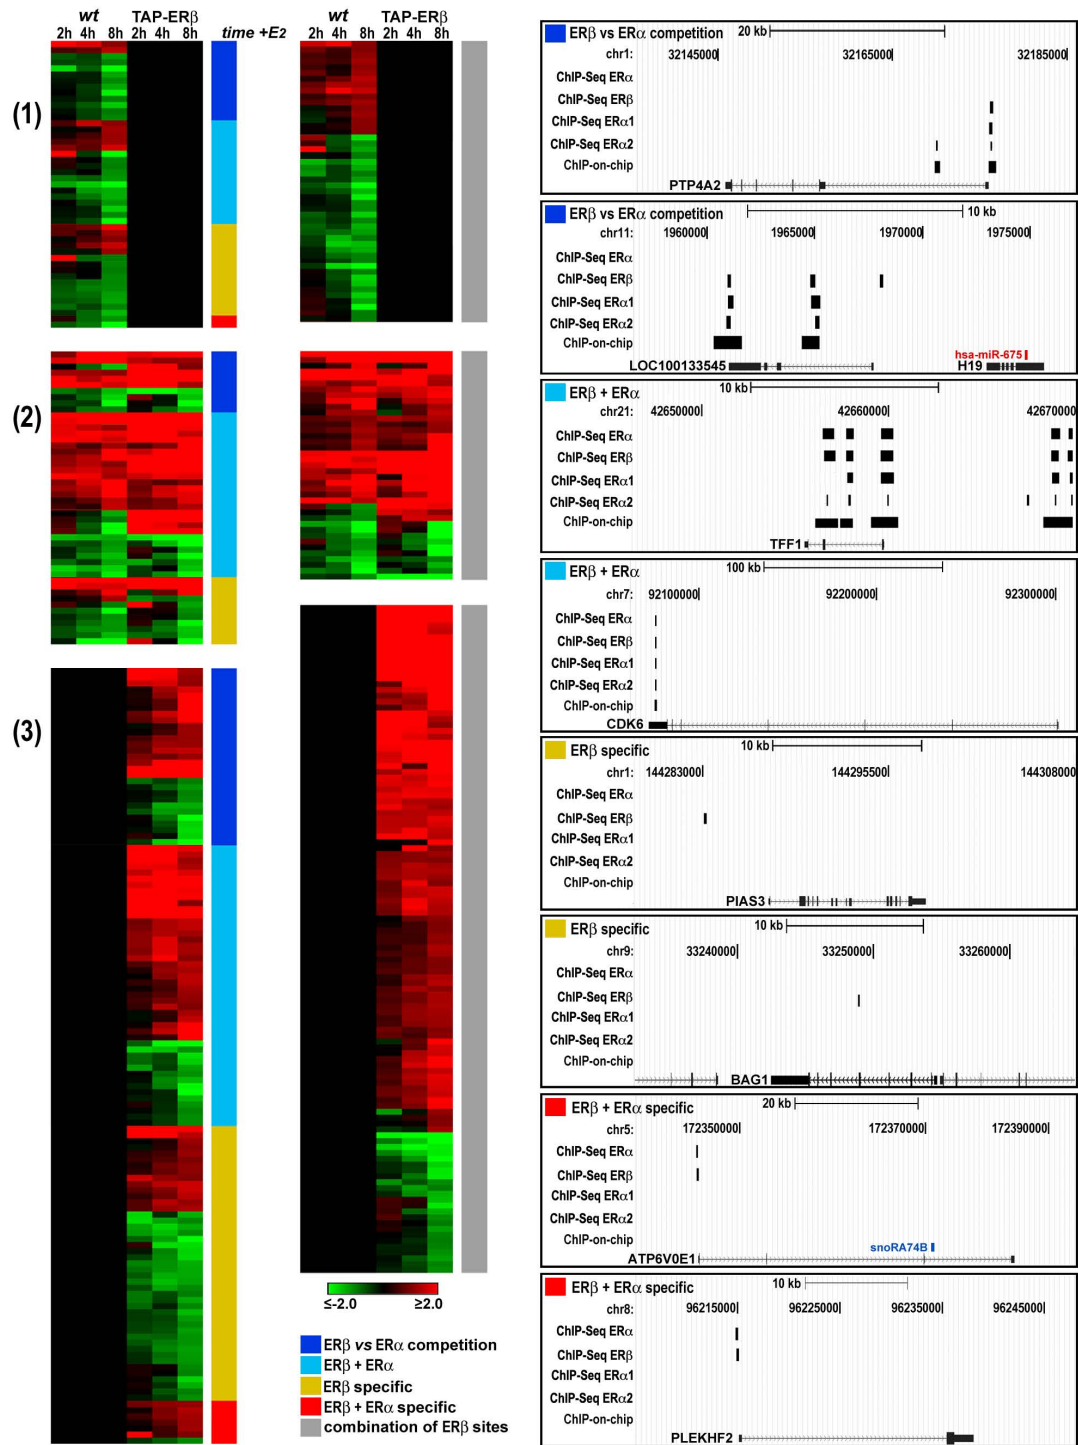 wt TAP-ERβ
2h 4h 8h 2h 4h 8h time +E2
(1)
(2)
(3)
wt TAP-ERβ
2h 4h 8h 2h 4h 8h
≤-2.0 ≥2.0
ERβ vs ERα competition
ERβ + ERα
ERβ specific
ERβ + ERα specific
combination of ERβ sites
ERβ vs ERα competition
20 kb
chr1: 32145000 32165000 32185000
ChIP-Seq ERα
ChIP-Seq ERβ
ChIP-Seq ERα1
ChIP-Seq ERα2
ChIP-on-chip
PTP4A2
ERβ vs ERα competition
10 kb
chr11: 1960000 1965000 1970000 1975000
ChIP-Seq ERα
ChIP-Seq ERβ
ChIP-Seq ERα1
ChIP-Seq ERα2
ChIP-on-chip
hsa-miR-675
LOC100133545 H19
ERβ + ERα
10 kb
chr21: 42650000 42660000 42670000
ChIP-Seq ERα
ChIP-Seq ERβ
ChIP-Seq ERα1
ChIP-Seq ERα2
ChIP-on-chip
TFF1
ERβ + ERα
100 kb
chr7: 92100000 92200000 92300000
ChIP-Seq ERα
ChIP-Seq ERβ
ChIP-Seq ERα1
ChIP-Seq ERα2
ChIP-on-chip
CDK6
ERβ specific
10 kb
chr1: 144283000 144295500 144308000
ChIP-Seq ERα
ChIP-Seq ERβ
ChIP-Seq ERα1
ChIP-Seq ERα2
ChIP-on-chip
PIAS3
ERβ specific
10 kb
chr9: 33240000 33250000 33260000
ChIP-Seq ERα
ChIP-Seq ERβ
ChIP-Seq ERα1
ChIP-Seq ERα2
ChIP-on-chip
BAG1
ERβ + ERα specific
20 kb
chr5: 172350000 172370000 172390000
ChIP-Seq ERα
ChIP-Seq ERβ
ChIP-Seq ERα1
ChIP-Seq ERα2
ChIP-on-chip
snoRA74B
ATP6V0E1
ERβ + ERα specific
10 kb
chr8: 96215000 96225000 96235000 96245000
ChIP-Seq ERα
ChIP-Seq ERβ
ChIP-Seq ERα1
ChIP-Seq ERα2
ChIP-on-chip
PLEKHF2